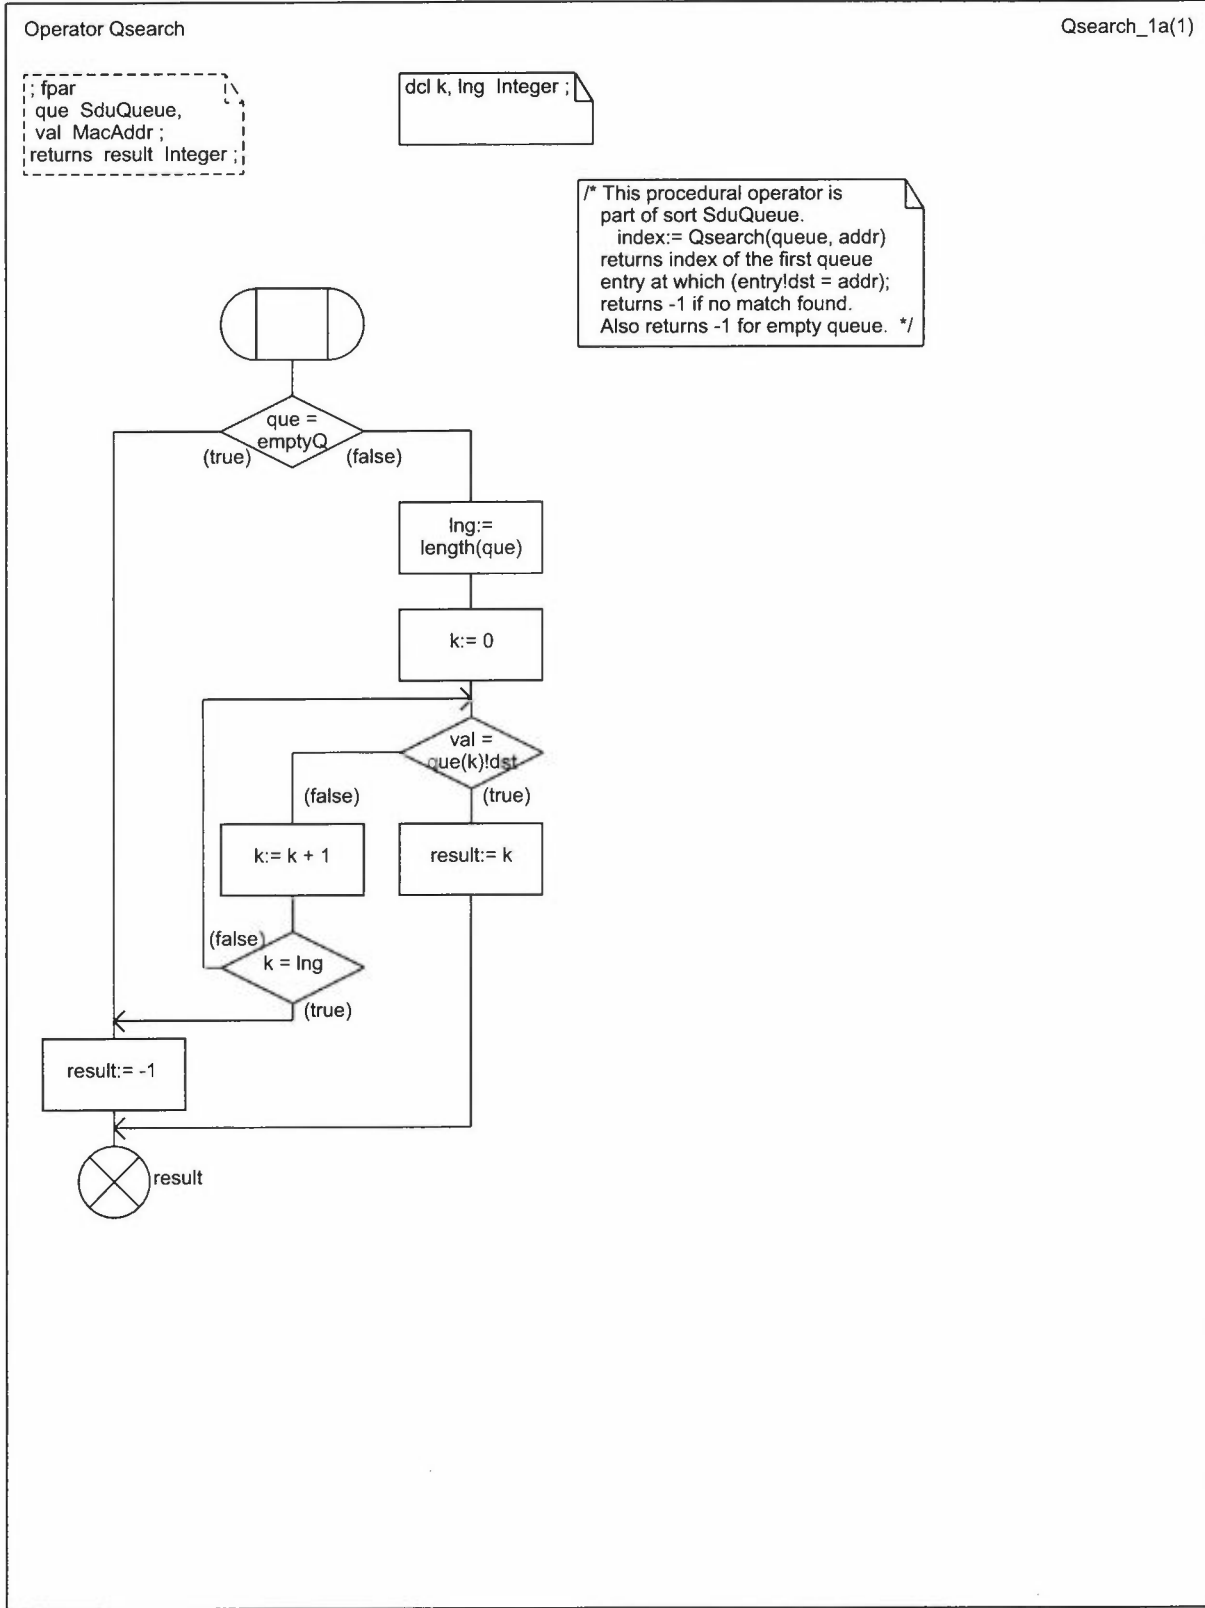 Operator Qsearch
Qsearch_1a(1)
; fpar
que SduQueue,
val MacAddr ;
returns result Integer ;
dcl k, lng Integer ;
/* This procedural operator is
part of sort SduQueue.
index:= Qsearch(queue, addr)
returns index of the first queue
entry at which (entry!dst = addr);
returns -1 if no match found.
Also returns -1 for empty queue. */
que =
emptyQ
(true)
(false)
lng:=
length(que)
k:= 0
val =
que(k)!dst
(false)
(true)
k:= k + 1
result:= k
(false)
k = lng
(true)
result:= -1
result